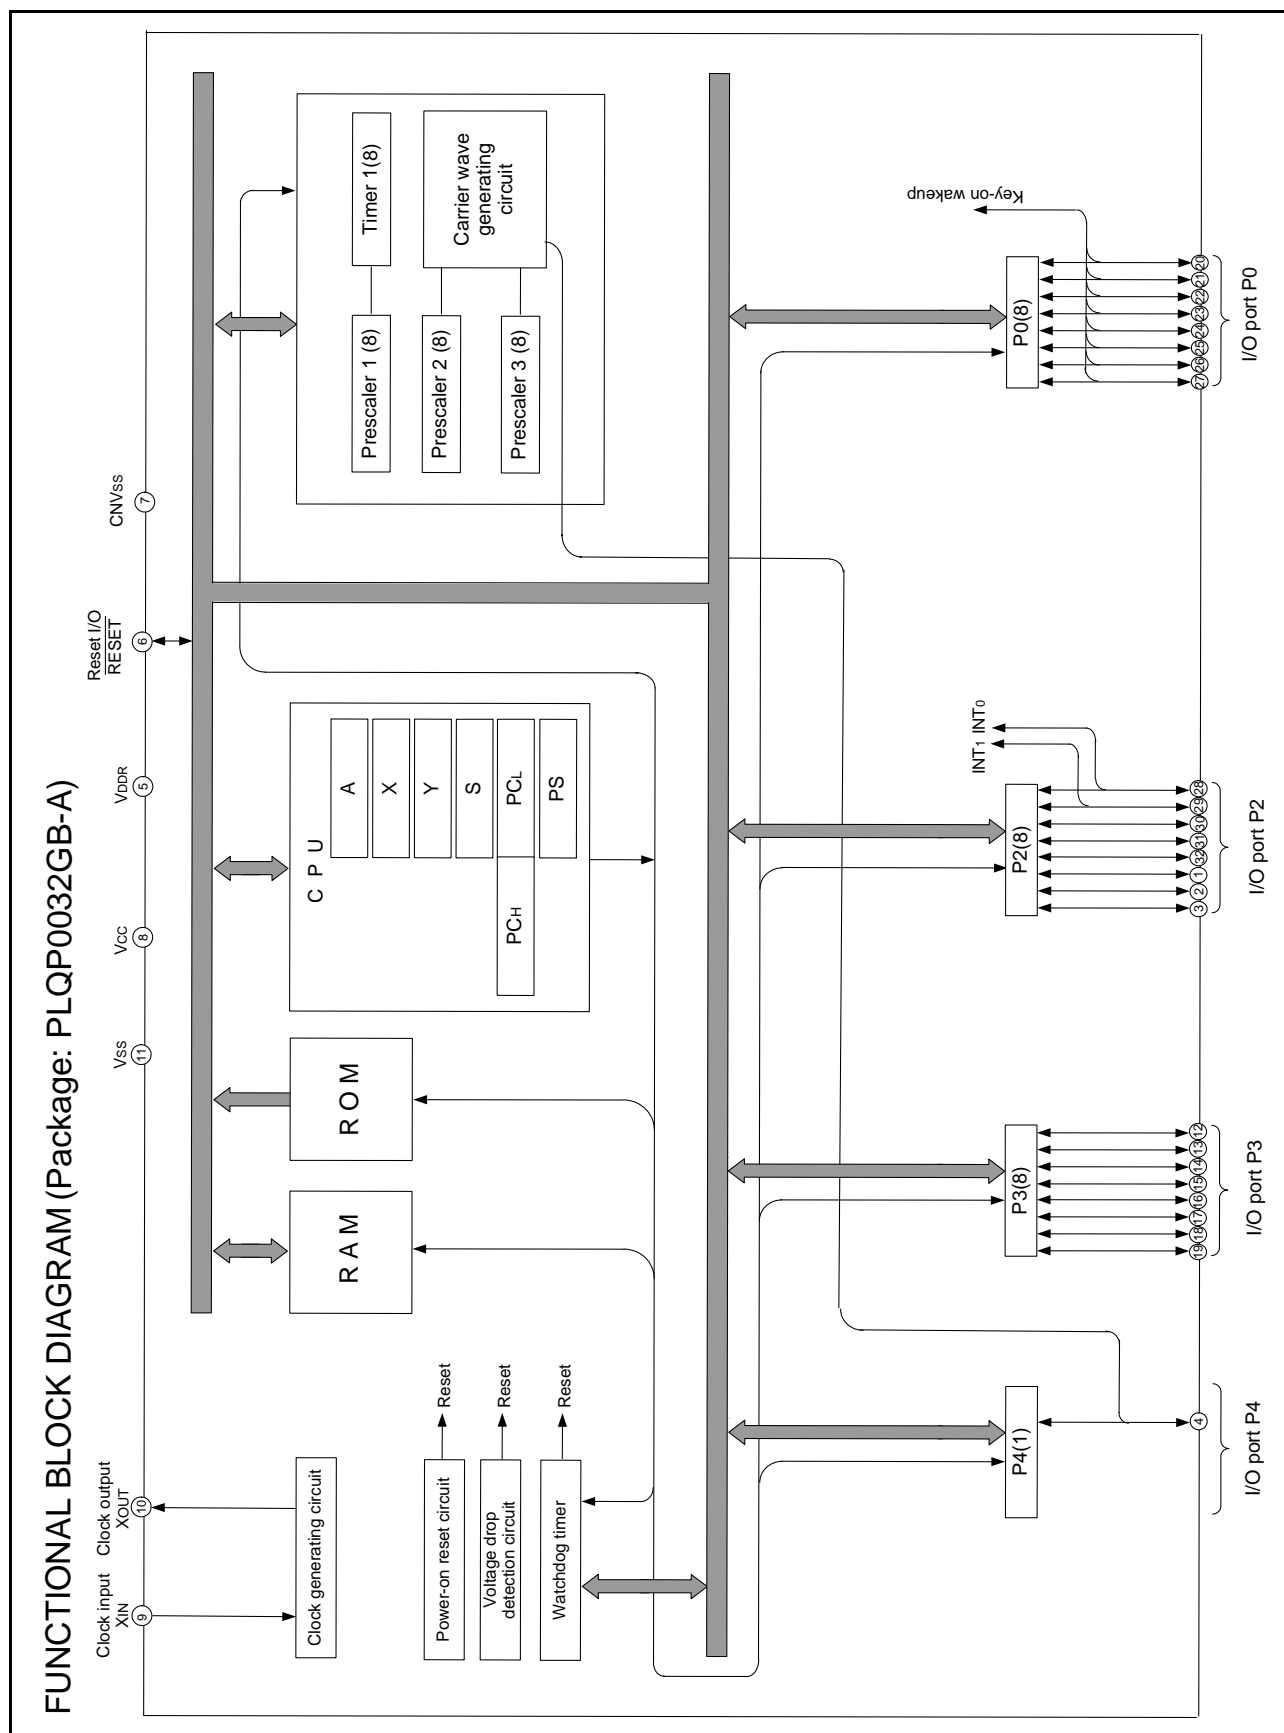 FUNCTIONAL BLOCK DIAGRAM (Package: PLQP0032GB-A)
Clock input
XIN
9
Clock output
XOUT
10
VSS
11
VCC
8
VDDR
5
Reset I/O
RESET
6
CNVSS
7
Clock generating circuit
RAM
ROM
CPU
A
X
Y
S
PCH
PCL
PS
Timer 1(8)
Prescaler 1 (8)
Prescaler 2 (8)
Prescaler 3 (8)
Carrier wave
generating
circuit
Power-on reset circuit
Reset
Voltage drop
detection circuit
Reset
Watchdog timer
Reset
Key-on wakeup
INT1 INT0
P4(1)
P3(8)
P2(8)
P0(8)
4
19 18 17 16 15 14 13 12
3 2 1 32 31 30 29 28
27 26 25 24 23 22 21 20
I/O port P4
I/O port P3
I/O port P2
I/O port P0